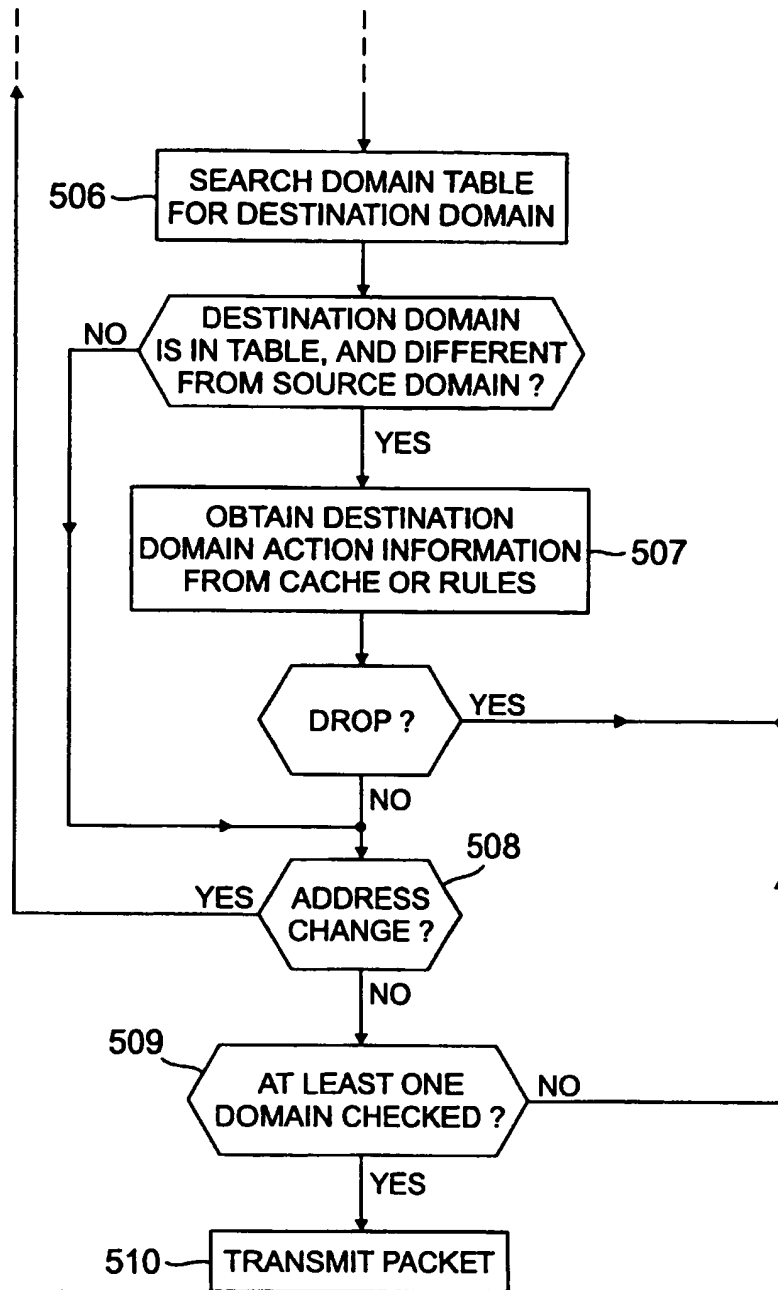 506
SEARCH DOMAIN TABLE
FOR DESTINATION DOMAIN
NO
DESTINATION DOMAIN
IS IN TABLE, AND DIFFERENT
FROM SOURCE DOMAIN ?
YES
OBTAIN DESTINATION
DOMAIN ACTION INFORMATION
FROM CACHE OR RULES
507
DROP ?
YES
NO
508
YES
ADDRESS
CHANGE ?
NO
509
AT LEAST ONE
DOMAIN CHECKED ?
NO
YES
510
TRANSMIT PACKET